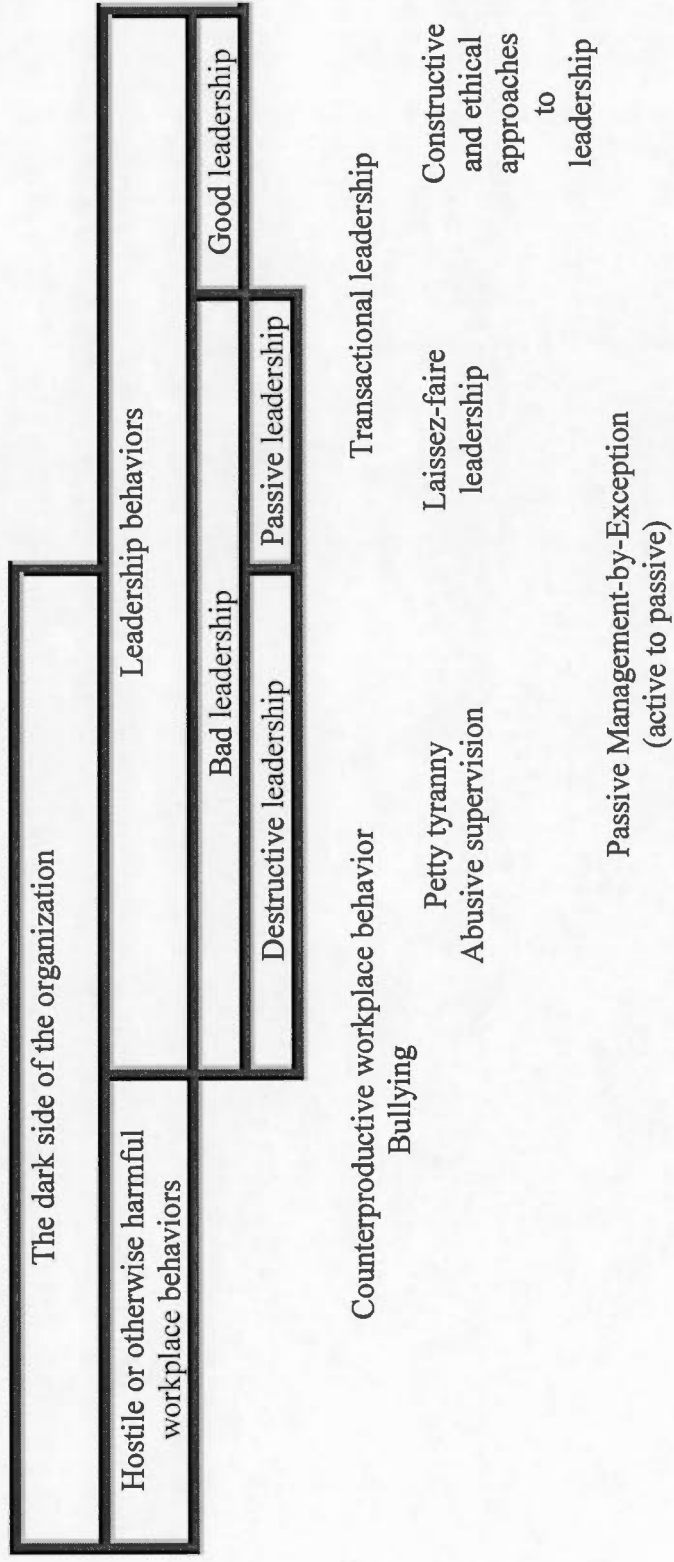 The dark side of the organization
Hostile or otherwise harmful
workplace behaviors
Leadership behaviors
Bad leadership
Good leadership
Destructive leadership
Passive leadership
Counterproductive workplace behavior
Bullying
Transactional leadership
Petty tyranny
Abusive supervision
Laissez-faire
leadership
Constructive
and ethical
approaches
to
leadership
Passive Management-by-Exception
(active to passive)